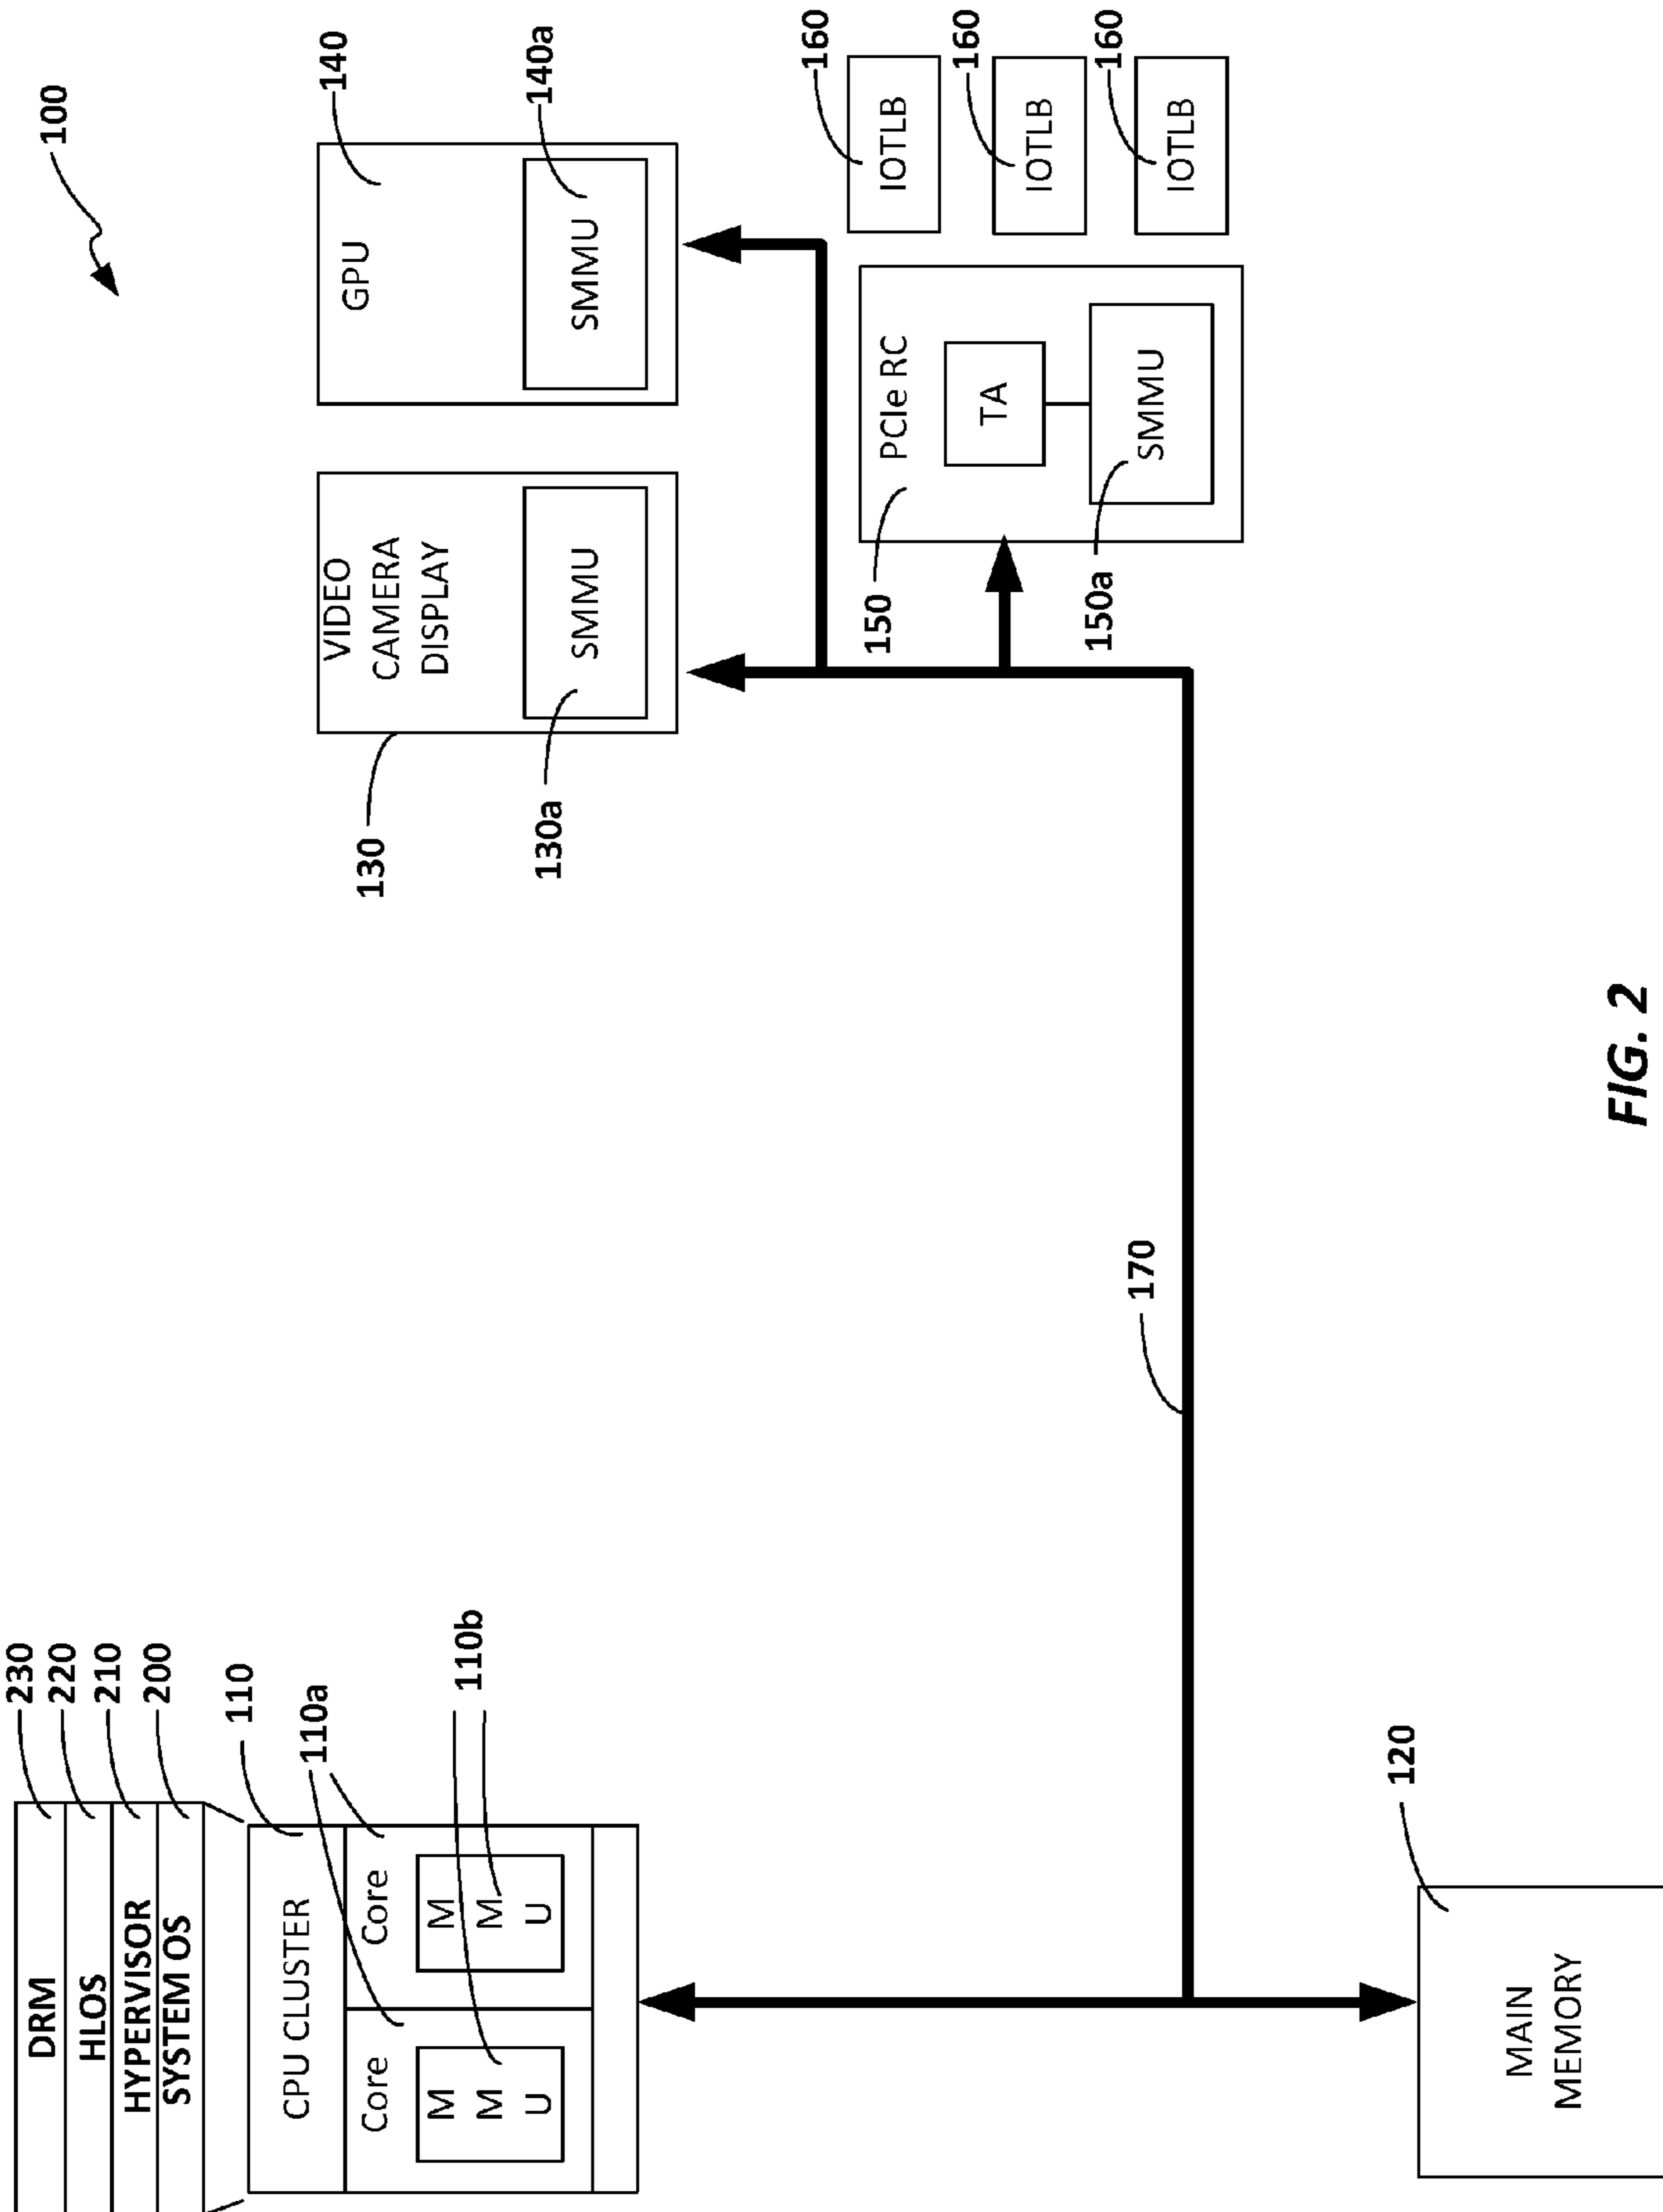 100
230
DRM
220
HLOS
210
HYPERVISOR
200
SYSTEM OS
110
CPU CLUSTER
110a
Core
Core
M
M
U
M
M
U
110b
130
VIDEO
CAMERA
DISPLAY
130a
SMMU
140
GPU
140a
SMMU
150
PCIe RC
TA
150a
SMMU
160
IOTLB
160
IOTLB
160
IOTLB
170
120
MAIN
MEMORY
FIG. 2